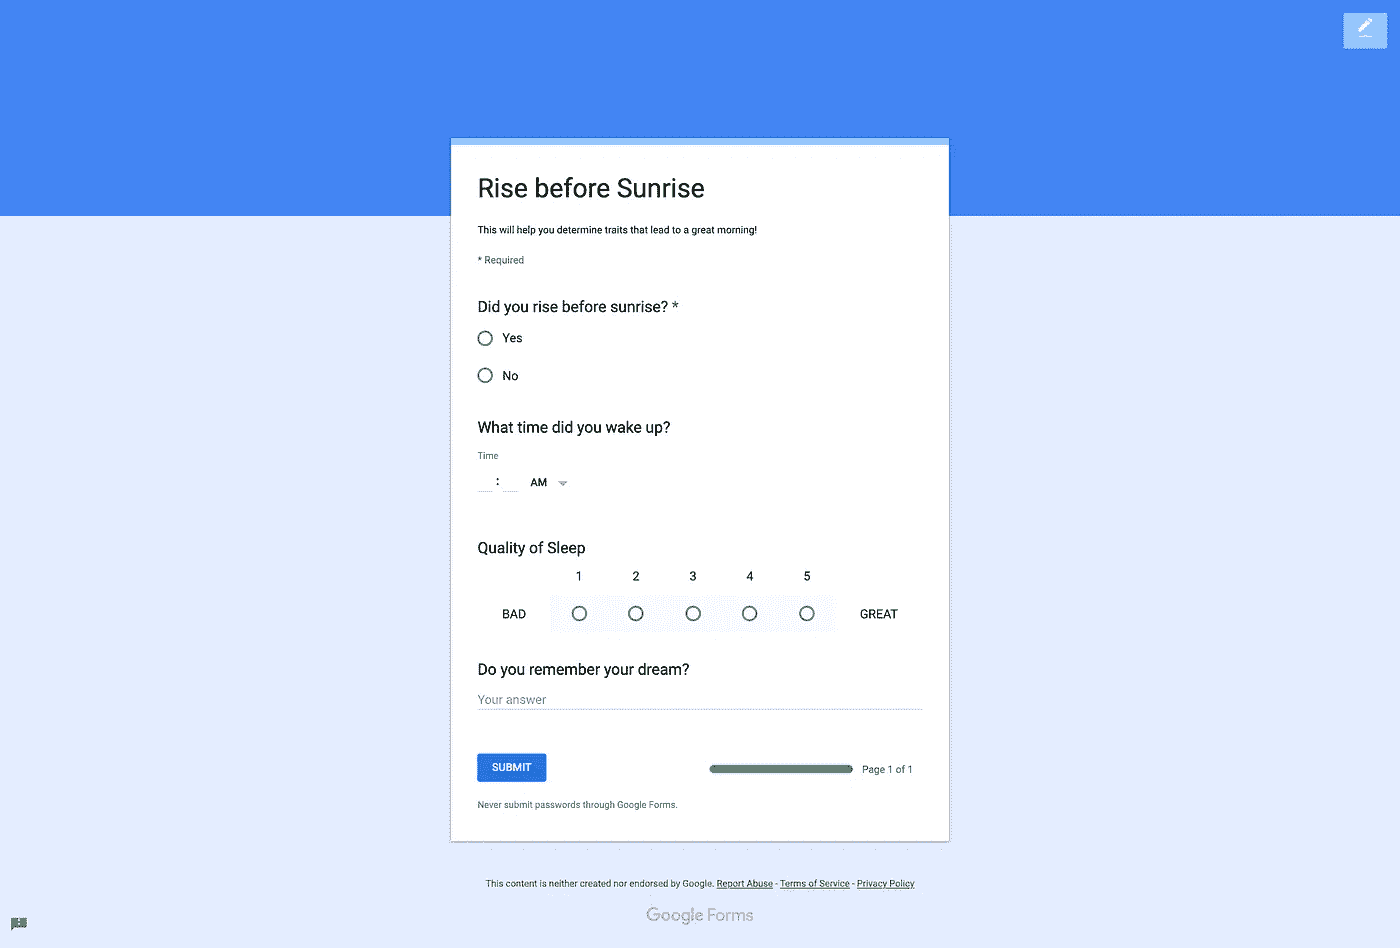 Rise before Sunrise
This will help you determine traits that lead to a great morning!
* Required
Did you rise before sunrise? *
Yes
No
What time did you wake up?
Time
: AM
Quality of Sleep
1 2 3 4 5
BAD GREAT
Do you remember your dream?
Your answer
SUBMIT Page 1 of 1
Never submit passwords through Google Forms.
This content is neither created nor endorsed by Google. Report Abuse - Terms of Service - Privacy Policy
Google Forms